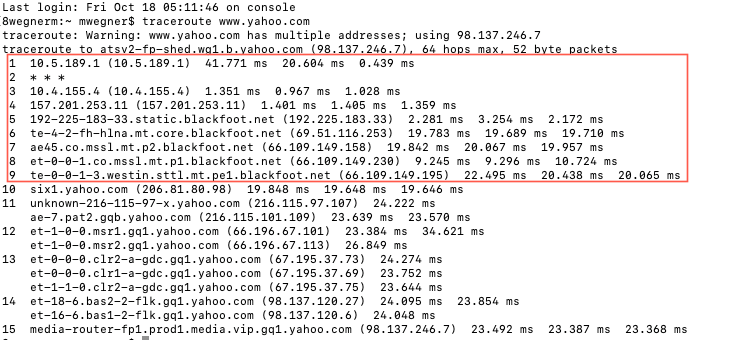 Last login: Fri Oct 18 05:11:46 on console
(8wegnerm:~ mwegner$ traceroute www.yahoo.com
traceroute: Warning: www.yahoo.com has multiple addresses; using 98.137.246.7
traceroute to atsv2-fp-shed.wg1.b.yahoo.com (98.137.246.7), 64 hops max, 52 byte packets
1 10.5.189.1 (10.5.189.1) 41.771 ms 20.604 ms 0.439 ms
2 * * *
3 10.4.155.4 (10.4.155.4) 1.351 ms 0.967 ms 1.028 ms
4 157.201.253.11 (157.201.253.11) 1.401 ms 1.405 ms 1.359 ms
5 192-225-183-33.static.blackfoot.net (192.225.183.33) 2.281 ms 3.254 ms 2.172 ms
6 te-4-2-fh-hlna.mt.core.blackfoot.net (69.51.116.253) 19.783 ms 19.689 ms 19.710 ms
7 ae45.co.mssl.mt.p2.blackfoot.net (66.109.149.158) 19.842 ms 20.067 ms 19.957 ms
8 et-0-0-1.co.mssl.mt.p1.blackfoot.net (66.109.149.230) 9.245 ms 9.296 ms 10.724 ms
9 te-0-0-1-3.westin.sttl.mt.pe1.blackfoot.net (66.109.149.195) 22.495 ms 20.438 ms 20.065 ms
10 six1.yahoo.com (206.81.80.98) 19.848 ms 19.648 ms 19.646 ms
11 unknown-216-115-97-x.yahoo.com (216.115.97.107) 24.222 ms
ae-7.pat2.gqb.yahoo.com (216.115.101.109) 23.639 ms 23.570 ms
12 et-1-0-0.msr1.gq1.yahoo.com (66.196.67.101) 23.384 ms 34.621 ms
et-1-0-0.msr2.gq1.yahoo.com (66.196.67.113) 26.849 ms
13 et-0-0-0.clr2-a-gdc.gq1.yahoo.com (67.195.37.73) 24.274 ms
et-0-0-0.clr1-a-gdc.gq1.yahoo.com (67.195.37.69) 23.752 ms
et-1-1-0.clr2-a-gdc.gq1.yahoo.com (67.195.37.75) 23.644 ms
14 et-18-6.bas2-2-flk.gq1.yahoo.com (98.137.120.27) 24.095 ms 23.854 ms
et-16-6.bas1-2-flk.gq1.yahoo.com (98.137.120.6) 24.048 ms
15 media-router-fp1.prod1.media.vip.gq1.yahoo.com (98.137.246.7) 23.492 ms 23.387 ms 23.368 ms